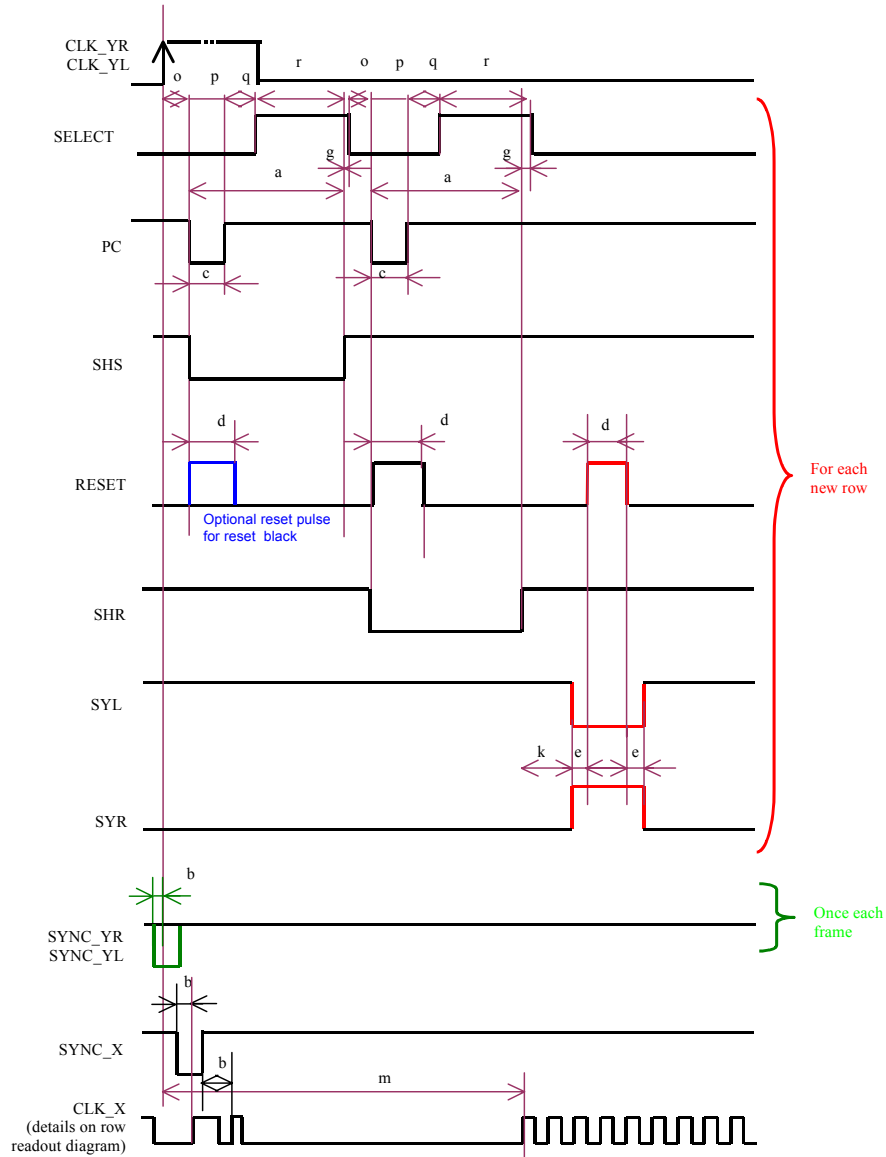 CLK_YR
CLK_YL
o p q r o p q r
SELECT
g g
a a
PC
c c
SHS
d d d
RESET
Optional reset pulse
for reset black
For each
new row
SHR
SYL
k e e
SYR
b
Once each
frame
SYNC_YR
SYNC_YL
b
SYNC_X
b
m
CLK_X
(details on row
readout diagram)